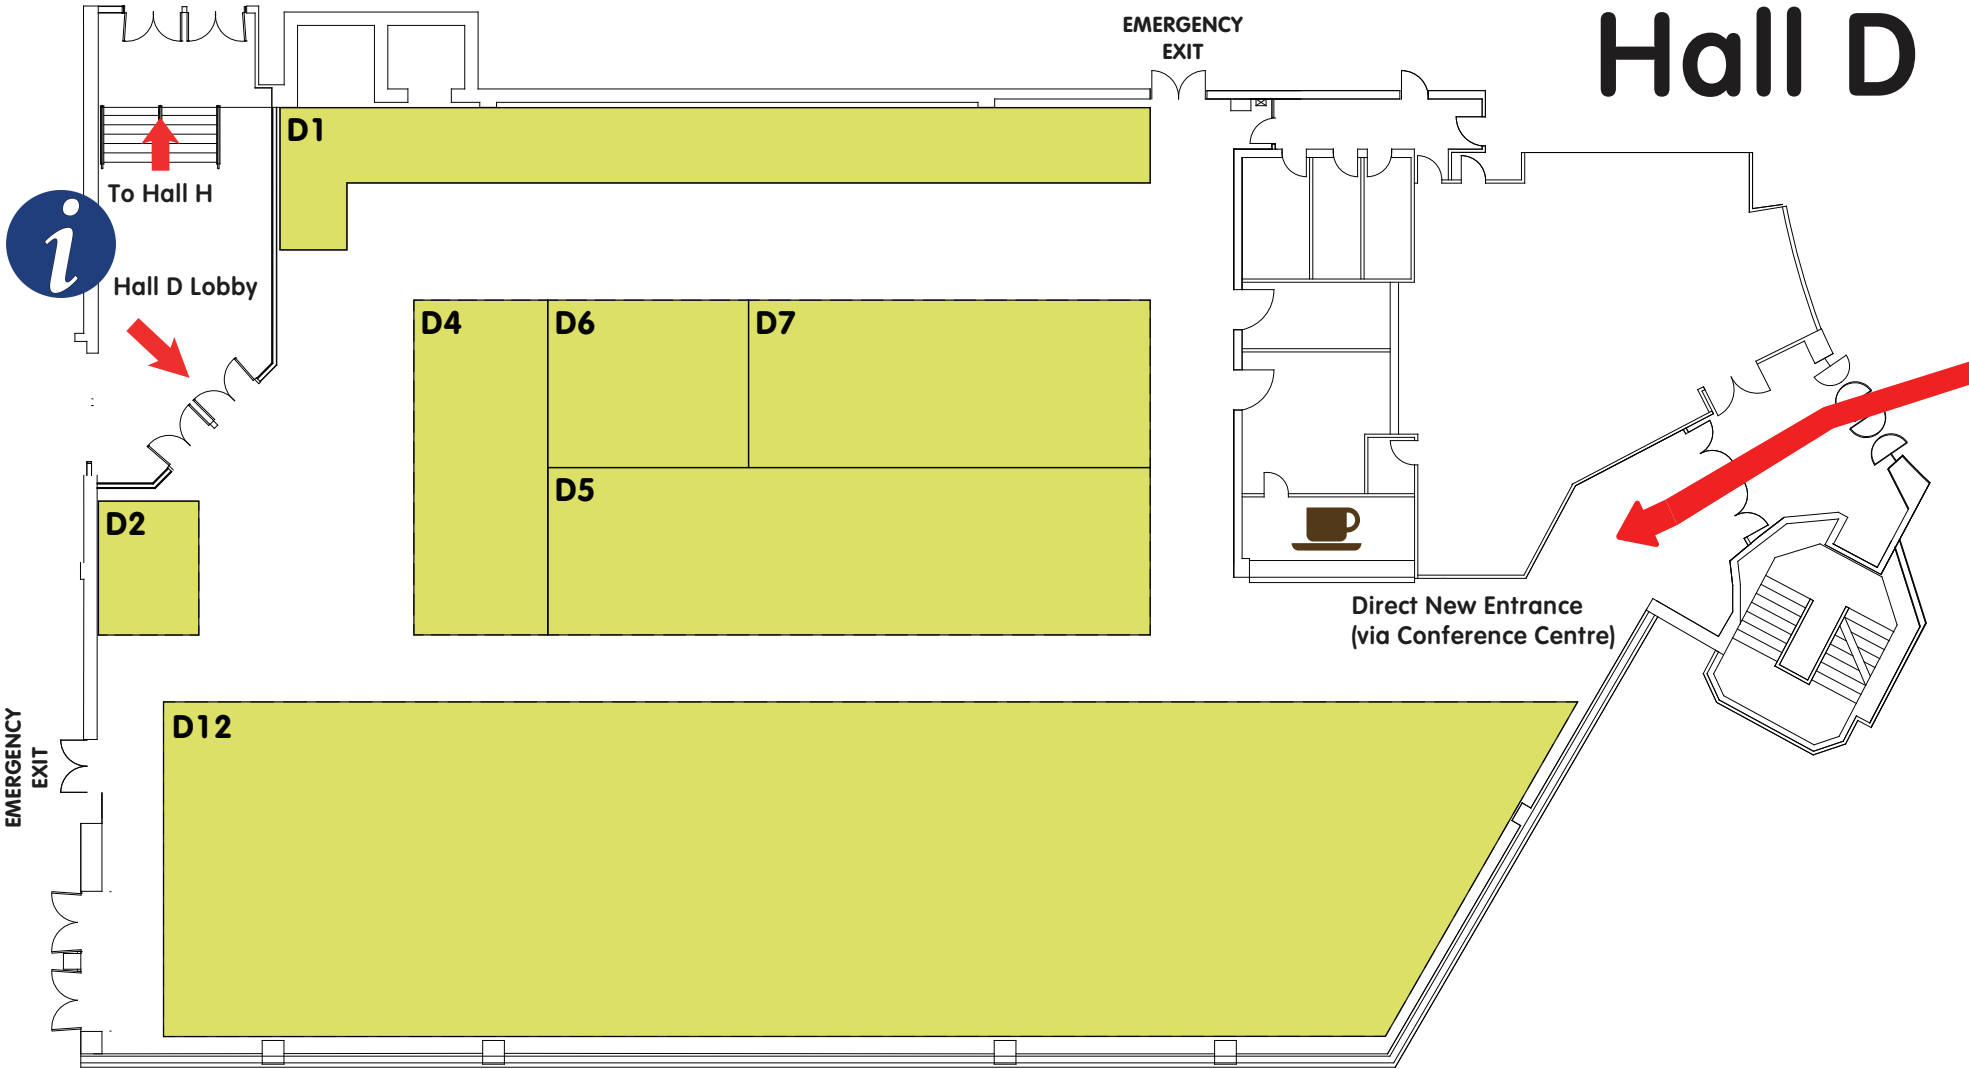 Hall D
EMERGENCY
EXIT
D1
To Hall H
i
Hall D Lobby
D4
D6
D7
D5
D2
Direct New Entrance
(via Conference Centre)
D12
EMERGENCY
EXIT